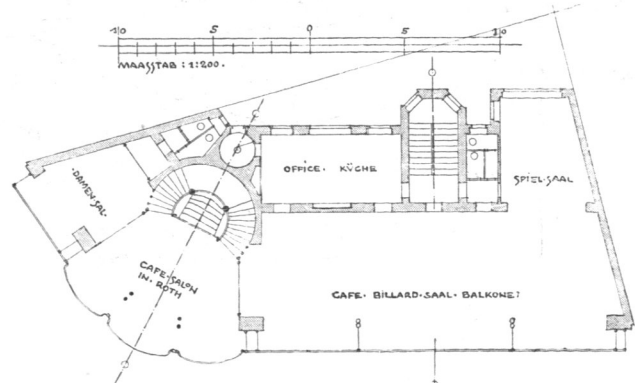 10 5 0 5 10
MAASSTAB : 1:200.
OFFICE · KÜCHE
SPIEL·SAAL
·DAMEN·SAL·
CAFE·SALON
IN·ROTH
CAFE· BILLARD·SAAL· BALKONE?